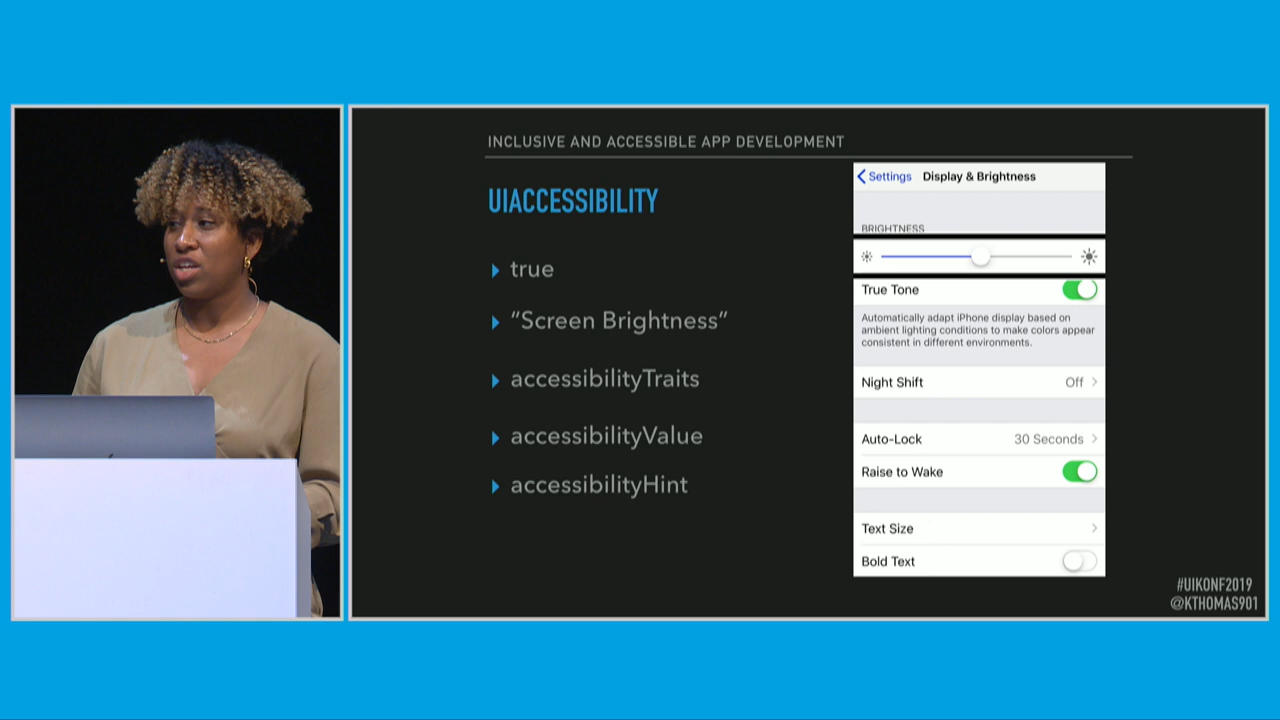 INCLUSIVE AND ACCESSIBLE APP DEVELOPMENT
UIACCESSIBILITY
true
“Screen Brightness”
accessibilityTraits
accessibilityValue
accessibilityHint
Settings Display & Brightness
BRIGHTNESS
True Tone
Automatically adapt iPhone display based on
ambient lighting conditions to make colors appear
consistent in different environments.
Night Shift Off
Auto-Lock 30 Seconds
Raise to Wake
Text Size
Bold Text
#UIKONF2019
@KTHOMAS901